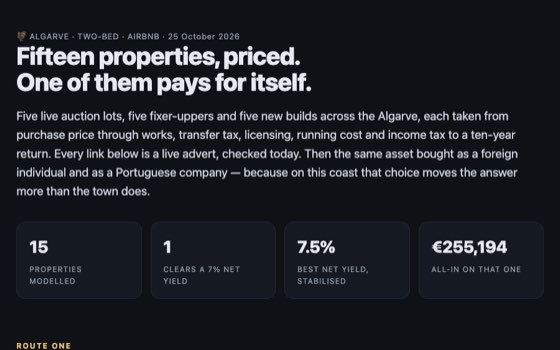 ALGARVE · TWO-BED · AIRBNB · 25 October 2026
Fifteen properties, priced.
One of them pays for itself.
Five live auction lots, five fixer-uppers and five new builds across the Algarve, each taken from
purchase price through works, transfer tax, licensing, running cost and income tax to a ten-year
return. Every link below is a live advert, checked today. Then the same asset bought as a foreign
individual and as a Portuguese company — because on this coast that choice moves the answer
more than the town does.
15
PROPERTIES
MODELLED
1
CLEARS A 7% NET
YIELD
7.5%
BEST NET YIELD,
STABILISED
€255,194
ALL-IN ON THAT ONE
ROUTE ONE